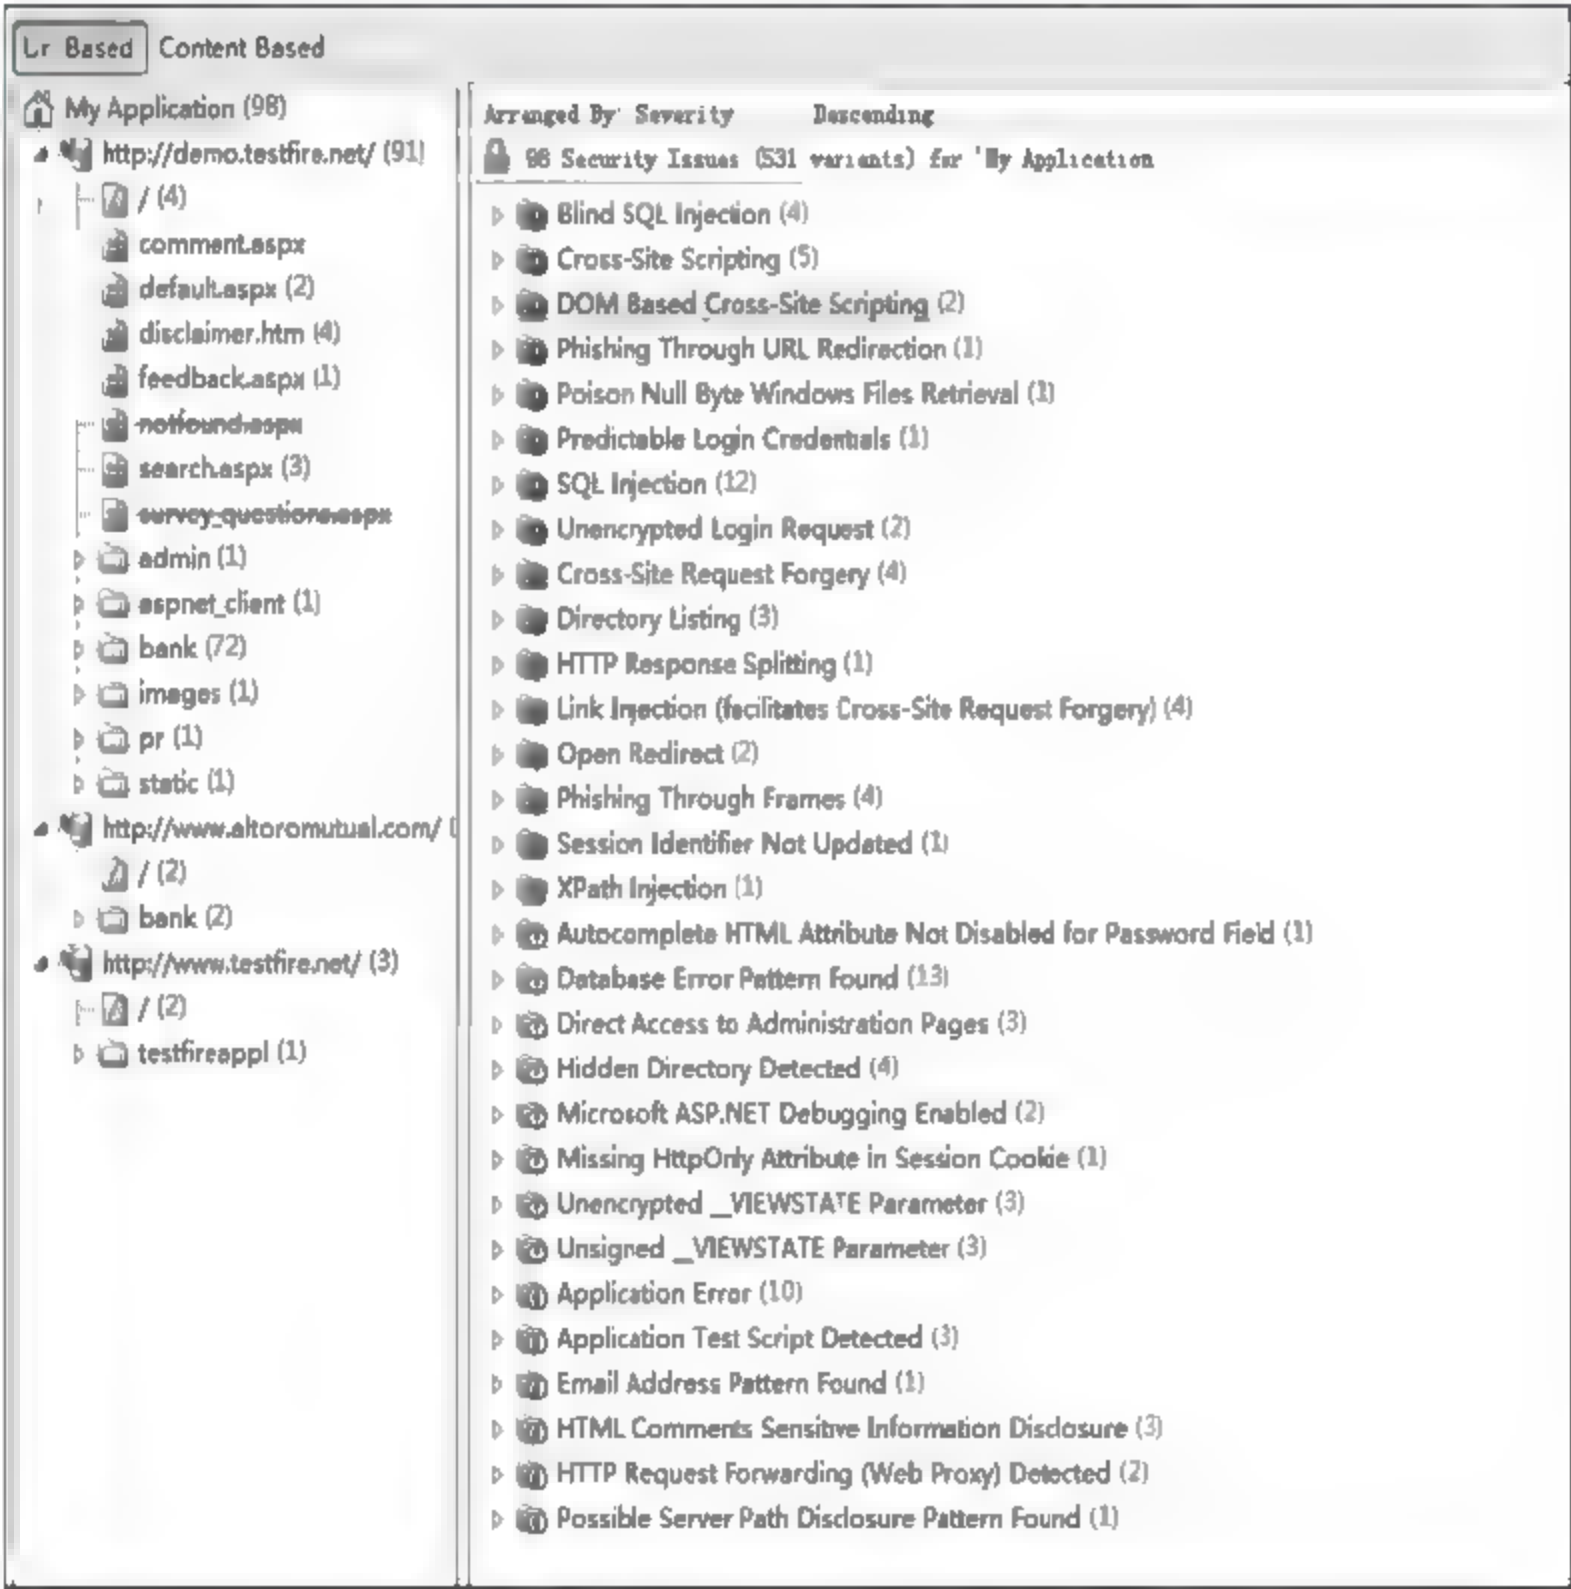 Based Content Based
My Application (98)
http://demo.testfire.net/ (91)
/ (4)
comment.aspx
default.aspx (2)
disclaimer.htm (4)
feedback.aspx (1)
notfound.aspx
search.aspx (3)
survey_questions.aspx
admin (1)
aspnet_client (1)
bank (72)
images (1)
pr (1)
static (1)
http://www.altoromutual.com/ (
/ (2)
bank (2)
http://www.testfire.net/ (3)
/ (2)
testfireappl (1)
Arranged By: Severity Descending
98 Security Issues (531 variants) for 'My Application
Blind SQL Injection (4)
Cross-Site Scripting (5)
DOM Based Cross-Site Scripting (2)
Phishing Through URL Redirection (1)
Poison Null Byte Windows Files Retrieval (1)
Predictable Login Credentials (1)
SQL Injection (12)
Unencrypted Login Request (2)
Cross-Site Request Forgery (4)
Directory Listing (3)
HTTP Response Splitting (1)
Link Injection (facilitates Cross-Site Request Forgery) (4)
Open Redirect (2)
Phishing Through Frames (4)
Session Identifier Not Updated (1)
XPath Injection (1)
Autocomplete HTML Attribute Not Disabled for Password Field (1)
Database Error Pattern Found (13)
Direct Access to Administration Pages (3)
Hidden Directory Detected (4)
Microsoft ASP.NET Debugging Enabled (2)
Missing HttpOnly Attribute in Session Cookie (1)
Unencrypted __VIEWSTATE Parameter (3)
Unsigned __VIEWSTATE Parameter (3)
Application Error (10)
Application Test Script Detected (3)
Email Address Pattern Found (1)
HTML Comments Sensitive Information Disclosure (3)
HTTP Request Forwarding (Web Proxy) Detected (2)
Possible Server Path Disclosure Pattern Found (1)